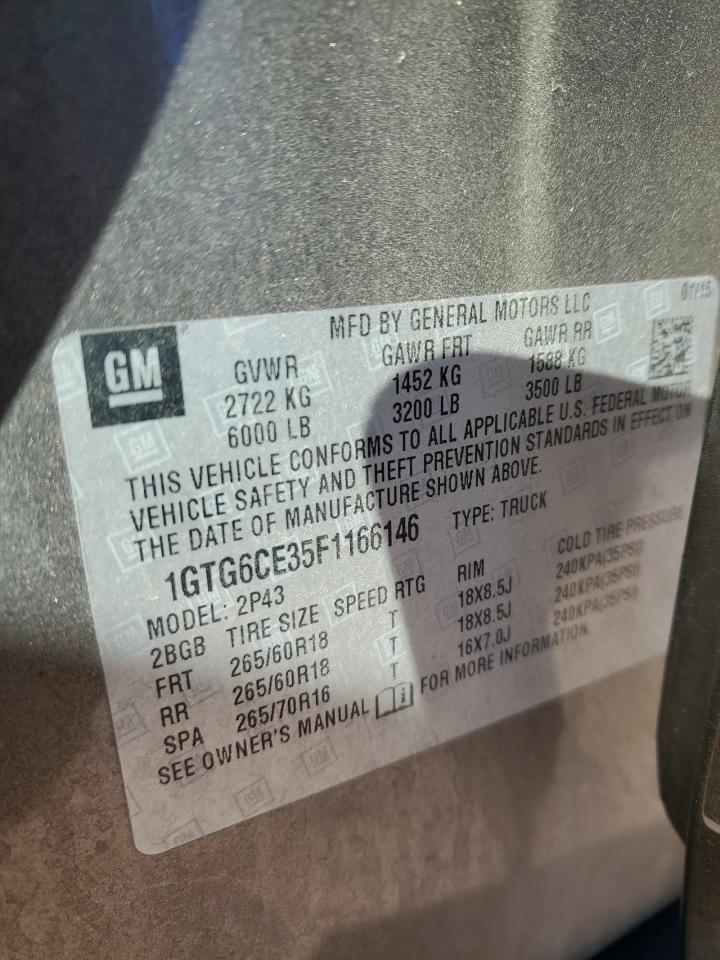 01/15
MFD BY GENERAL MOTORS LLC
GM
GVWR GAWR FRT GAWR RR
2722 KG 1452 KG 1588 KG
6000 LB 3200 LB 3500 LB
THIS VEHICLE CONFORMS TO ALL APPLICABLE U.S. FEDERAL MOTOR
VEHICLE SAFETY AND THEFT PREVENTION STANDARDS IN EFFECT ON
THE DATE OF MANUFACTURE SHOWN ABOVE.
1GTG6CE35F1166146 TYPE: TRUCK
MODEL: 2P43
2BGB TIRE SIZE SPEED RTG RIM COLD TIRE PRESSURE
FRT 265/60R18 T 18X8.5J 240KPA(35PSI)
RR 265/60R18 T 18X8.5J 240KPA(35PSI)
SPA 265/70R16 T 16X7.0J 240KPA(35PSI)
SEE OWNER'S MANUAL FOR MORE INFORMATION.